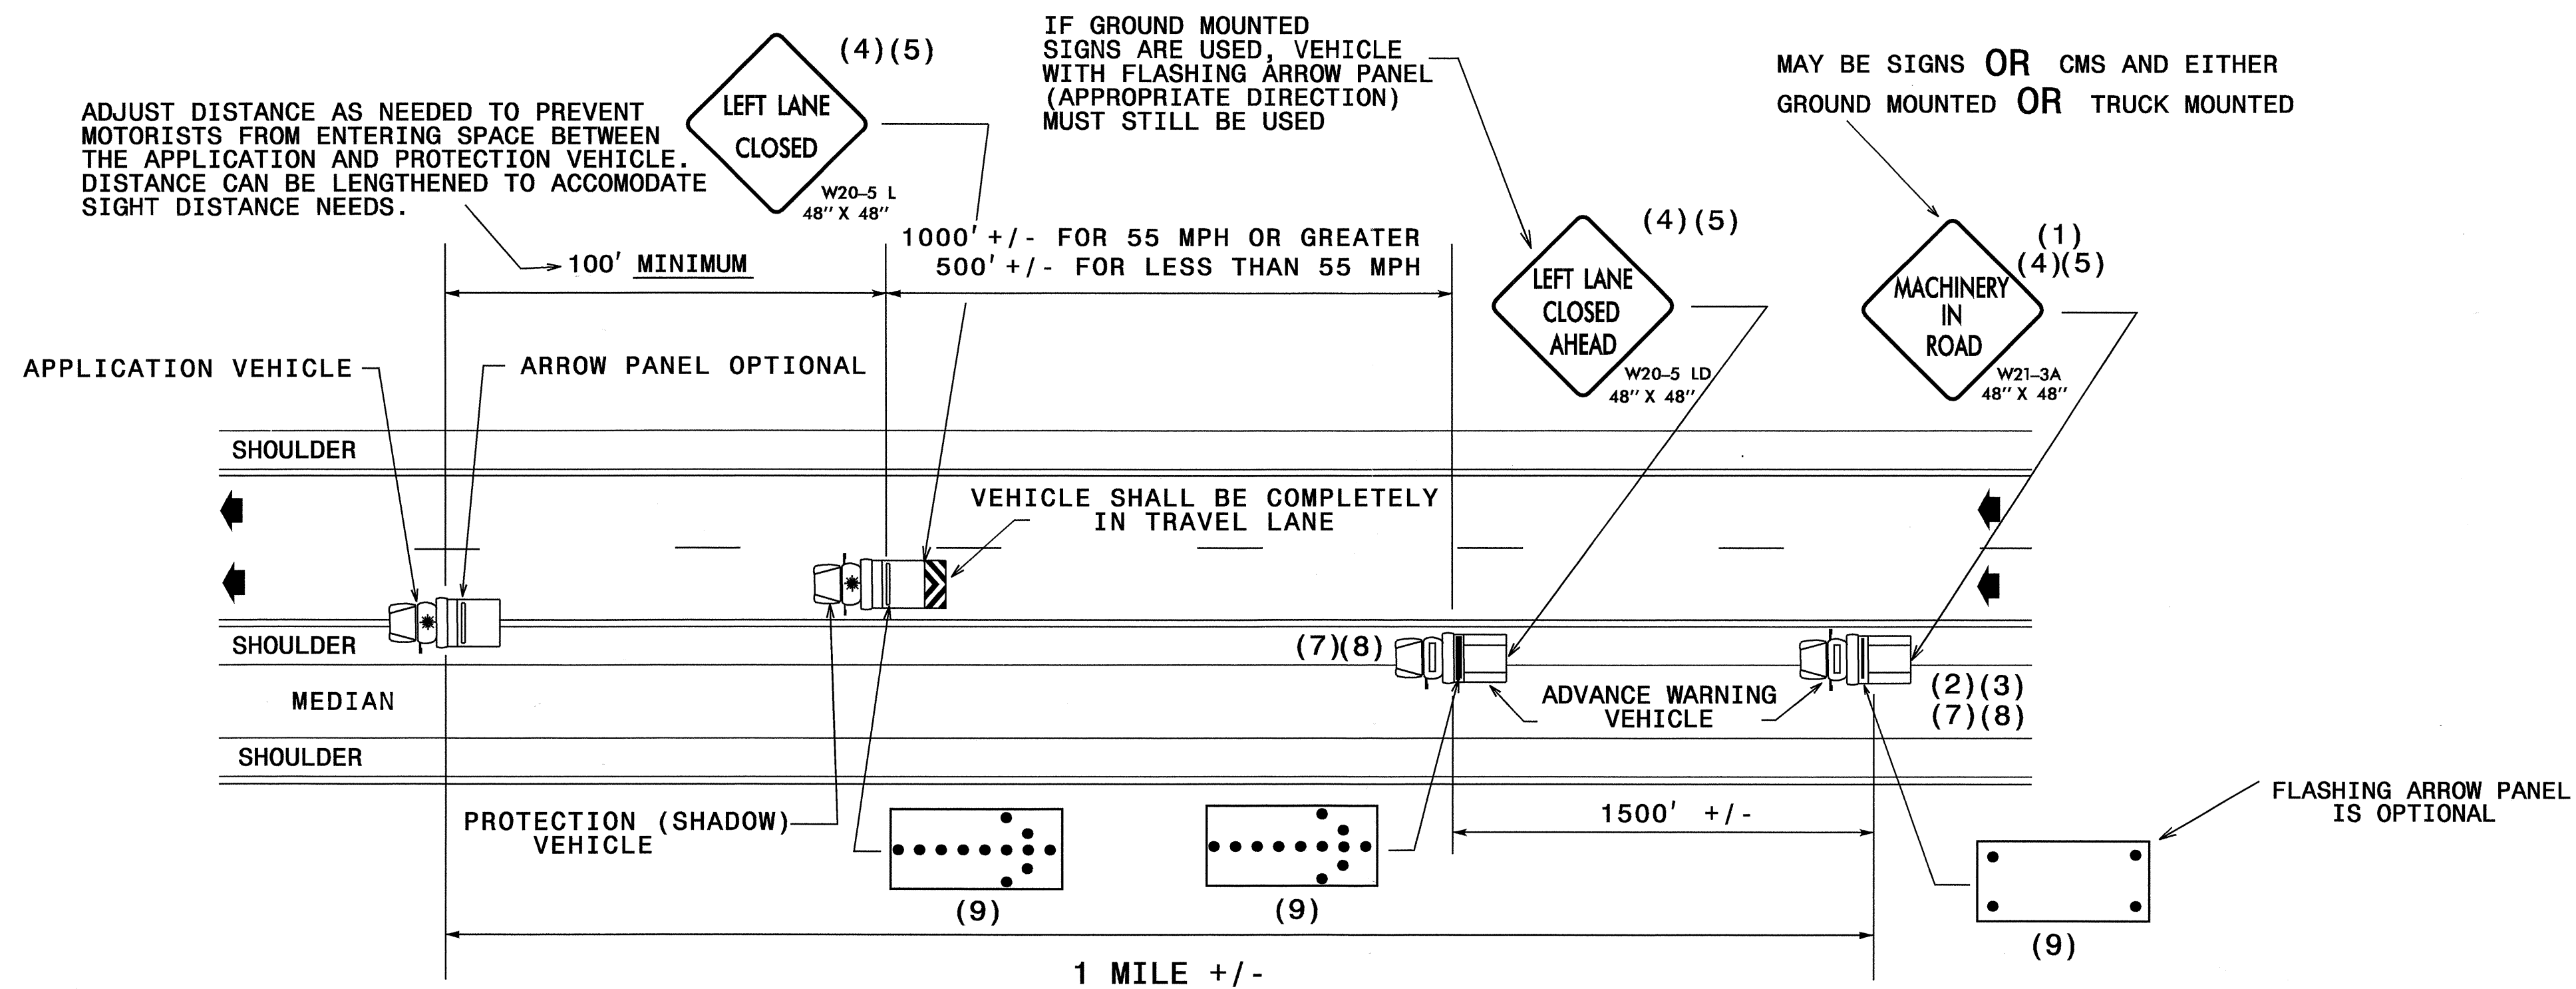 IF GROUND MOUNTED
SIGNS ARE USED, VEHICLE
WITH FLASHING ARROW PANEL
(APPROPRIATE DIRECTION)
MUST STILL BE USED
(4)(5)
MAY BE SIGNS OR CMS AND EITHER
GROUND MOUNTED OR TRUCK MOUNTED
ADJUST DISTANCE AS NEEDED TO PREVENT
MOTORISTS FROM ENTERING SPACE BETWEEN
THE APPLICATION AND PROTECTION VEHICLE.
DISTANCE CAN BE LENGTHENED TO ACCOMODATE
SIGHT DISTANCE NEEDS.
LEFT LANE
CLOSED
W20-5 L
48" X 48"
100' MINIMUM
1000' +/- FOR 55 MPH OR GREATER
500' +/- FOR LESS THAN 55 MPH
(4)(5)
LEFT LANE
CLOSED
AHEAD
W20-5 LD
48" X 48"
(1)
(4)(5)
MACHINERY
IN
ROAD
W21-3A
48" X 48"
APPLICATION VEHICLE
ARROW PANEL OPTIONAL
SHOULDER
VEHICLE SHALL BE COMPLETELY
IN TRAVEL LANE
SHOULDER
(7)(8)
MEDIAN
ADVANCE WARNING
VEHICLE
(2)(3)
(7)(8)
SHOULDER
PROTECTION (SHADOW)
VEHICLE
(9)
(9)
1500' +/-
FLASHING ARROW PANEL
IS OPTIONAL
(9)
1 MILE +/-